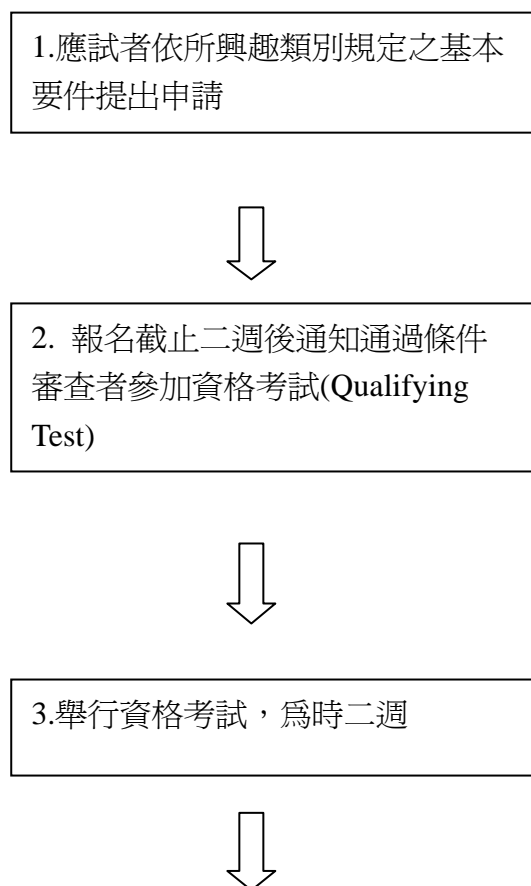 1.應試者依所興趣類別規定之基本
要件提出申請
2. 報名截止二週後通知通過條件
審查者參加資格考試(Qualifying
Test)
3.舉行資格考試，爲時二週